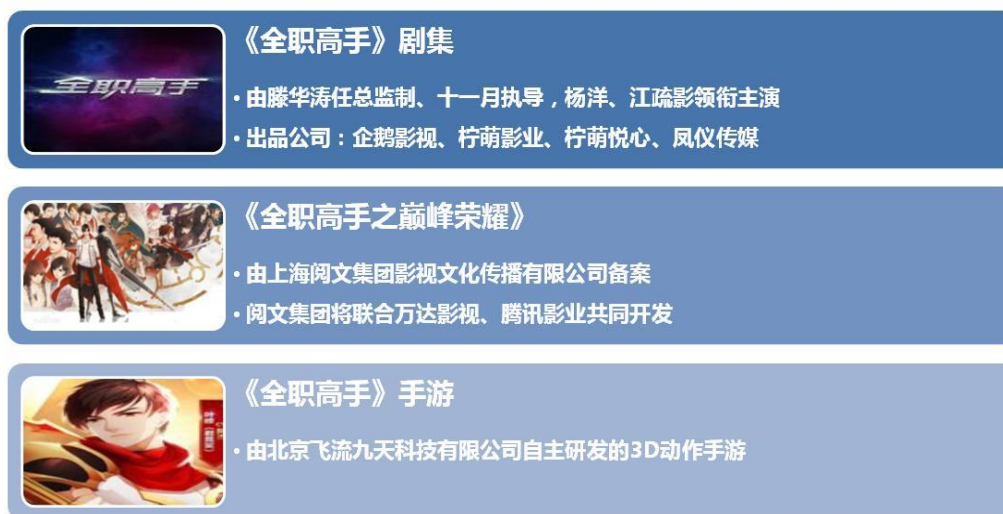 全职高手
《全职高手》剧集
• 由滕华涛任总监制、十一月执导，杨洋、江疏影领衔主演
• 出品公司：企鹅影视、柠萌影业、柠萌悦心、凤仪传媒
《全职高手之巅峰荣耀》
• 由上海阅文集团影视文化传播有限公司备案
• 阅文集团将联合万达影视、腾讯影业共同开发
《全职高手》手游
• 由北京飞流九天科技有限公司自主研发的3D动作手游